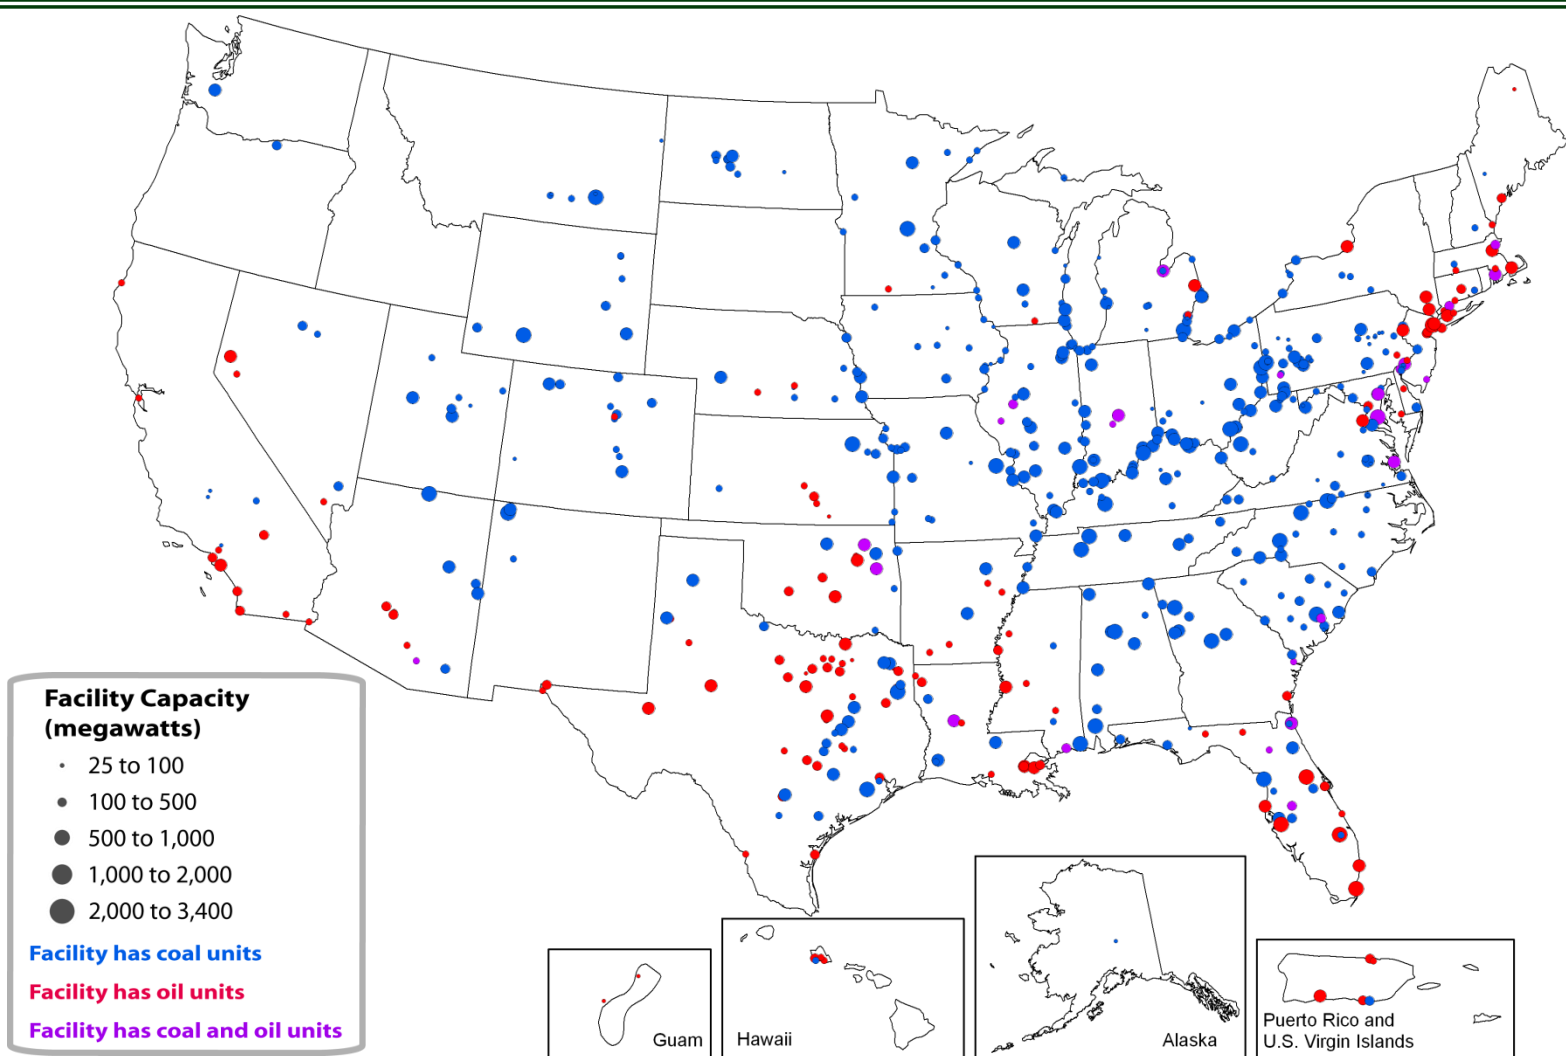 Facility Capacity
(megawatts)
25 to 100
100 to 500
500 to 1,000
1,000 to 2,000
2,000 to 3,400
Facility has coal units
Facility has oil units
Facility has coal and oil units
Guam
Hawaii
Alaska
Puerto Rico and
U.S. Virgin Islands